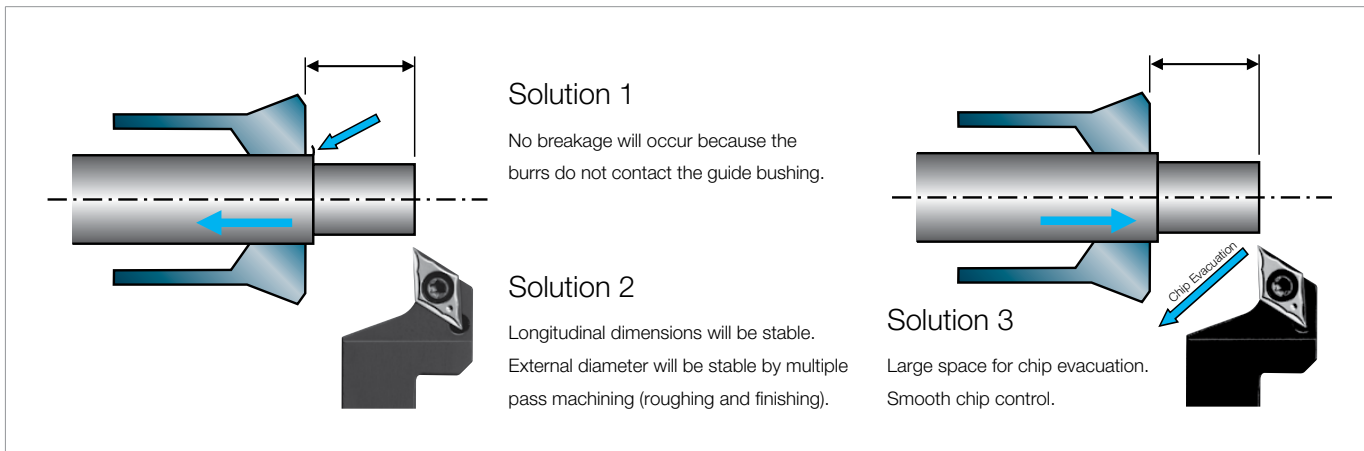 Solution 1
No breakage will occur because the
burrs do not contact the guide bushing.
Solution 2
Longitudinal dimensions will be stable.
External diameter will be stable by multiple
pass machining (roughing and finishing).
Chip Evacuation
Solution 3
Large space for chip evacuation.
Smooth chip control.